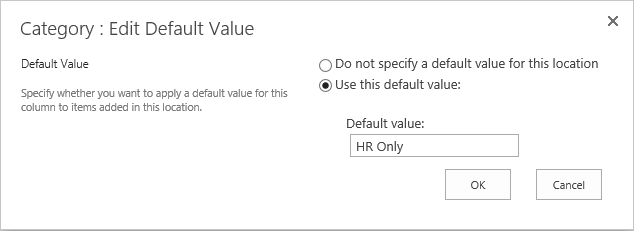 Category : Edit Default Value
Default Value
Specify whether you want to apply a default value for this
column to items added in this location.
Do not specify a default value for this location
Use this default value:
Default value:
HR Only
OK
Cancel